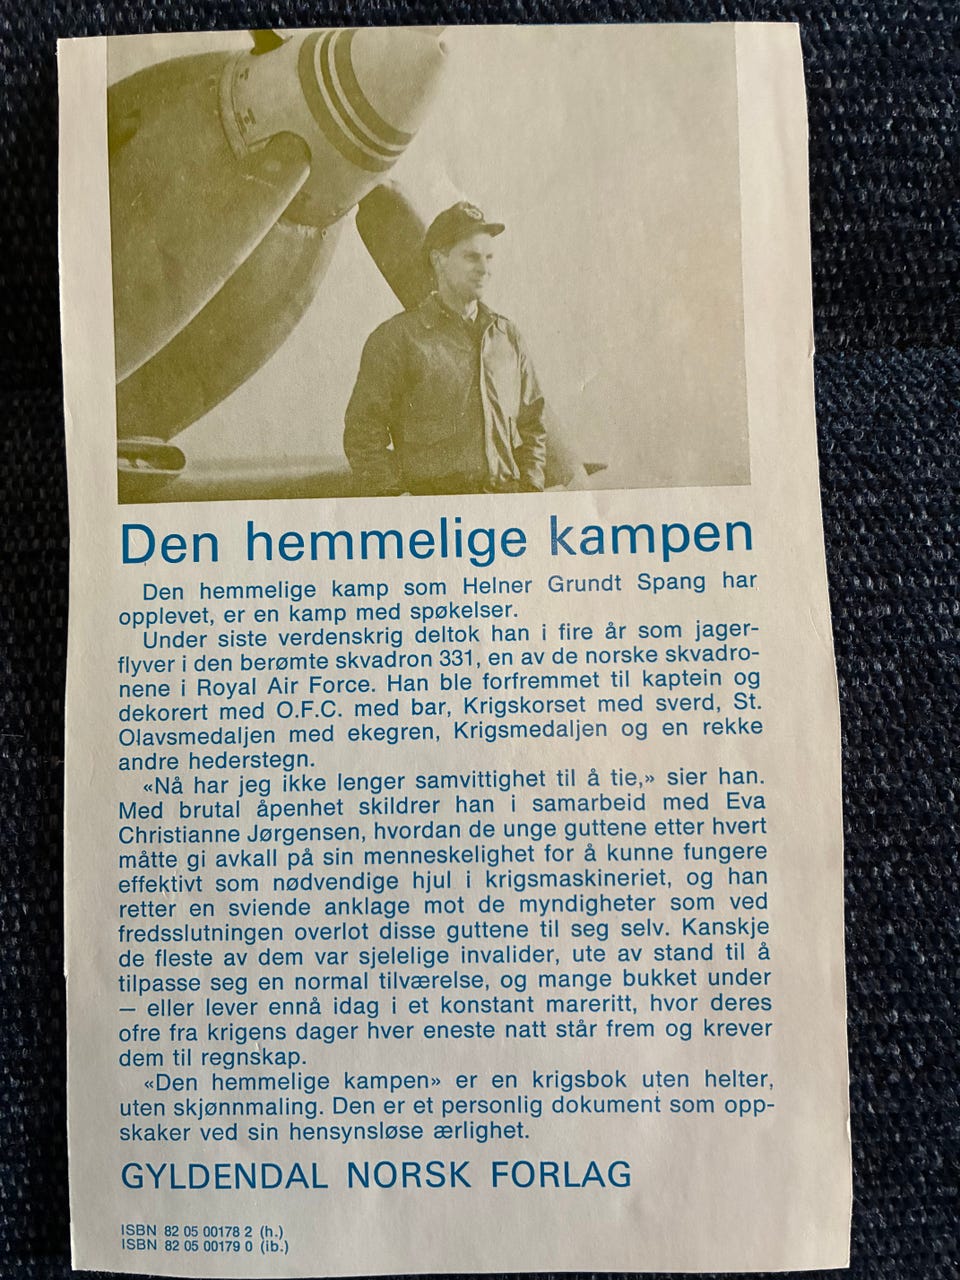 Den hemmelige kampen
Den hemmelige kamp som Helner Grundt Spang har
opplevet, er en kamp med spøkelser.
Under siste verdenskrig deltok han i fire år som jager-
flyver i den berømte skvadron 331, en av de norske skvadro-
nene i Royal Air Force. Han ble forfremmet til kaptein og
dekorert med O.F.C. med bar, Krigskorset med sverd, St.
Olavsmedaljen med ekegren, Krigsmedaljen og en rekke
andre hederstegn.
«Nå har jeg ikke lenger samvittighet til å tie,» sier han.
Med brutal åpenhet skildrer han i samarbeid med Eva
Christianne Jørgensen, hvordan de unge guttene etter hvert
måtte gi avkall på sin menneskelighet for å kunne fungere
effektivt som nødvendige hjul i krigsmaskineriet, og han
retter en sviende anklage mot de myndigheter som ved
fredsslutningen overlot disse guttene til seg selv. Kanskje
de fleste av dem var sjelelige invalider, ute av stand til å
tilpasse seg en normal tilværelse, og mange bukket under
— eller lever ennå idag i et konstant mareritt, hvor deres
ofre fra krigens dager hver eneste natt står frem og krever
dem til regnskap.
«Den hemmelige kampen» er en krigsbok uten helter,
uten skjønnmaling. Den er et personlig dokument som opp-
skaker ved sin hensynsløse ærlighet.
GYLDENDAL NORSK FORLAG
ISBN 82 05 00178 2 (h.)
ISBN 82 05 00179 0 (ib.)